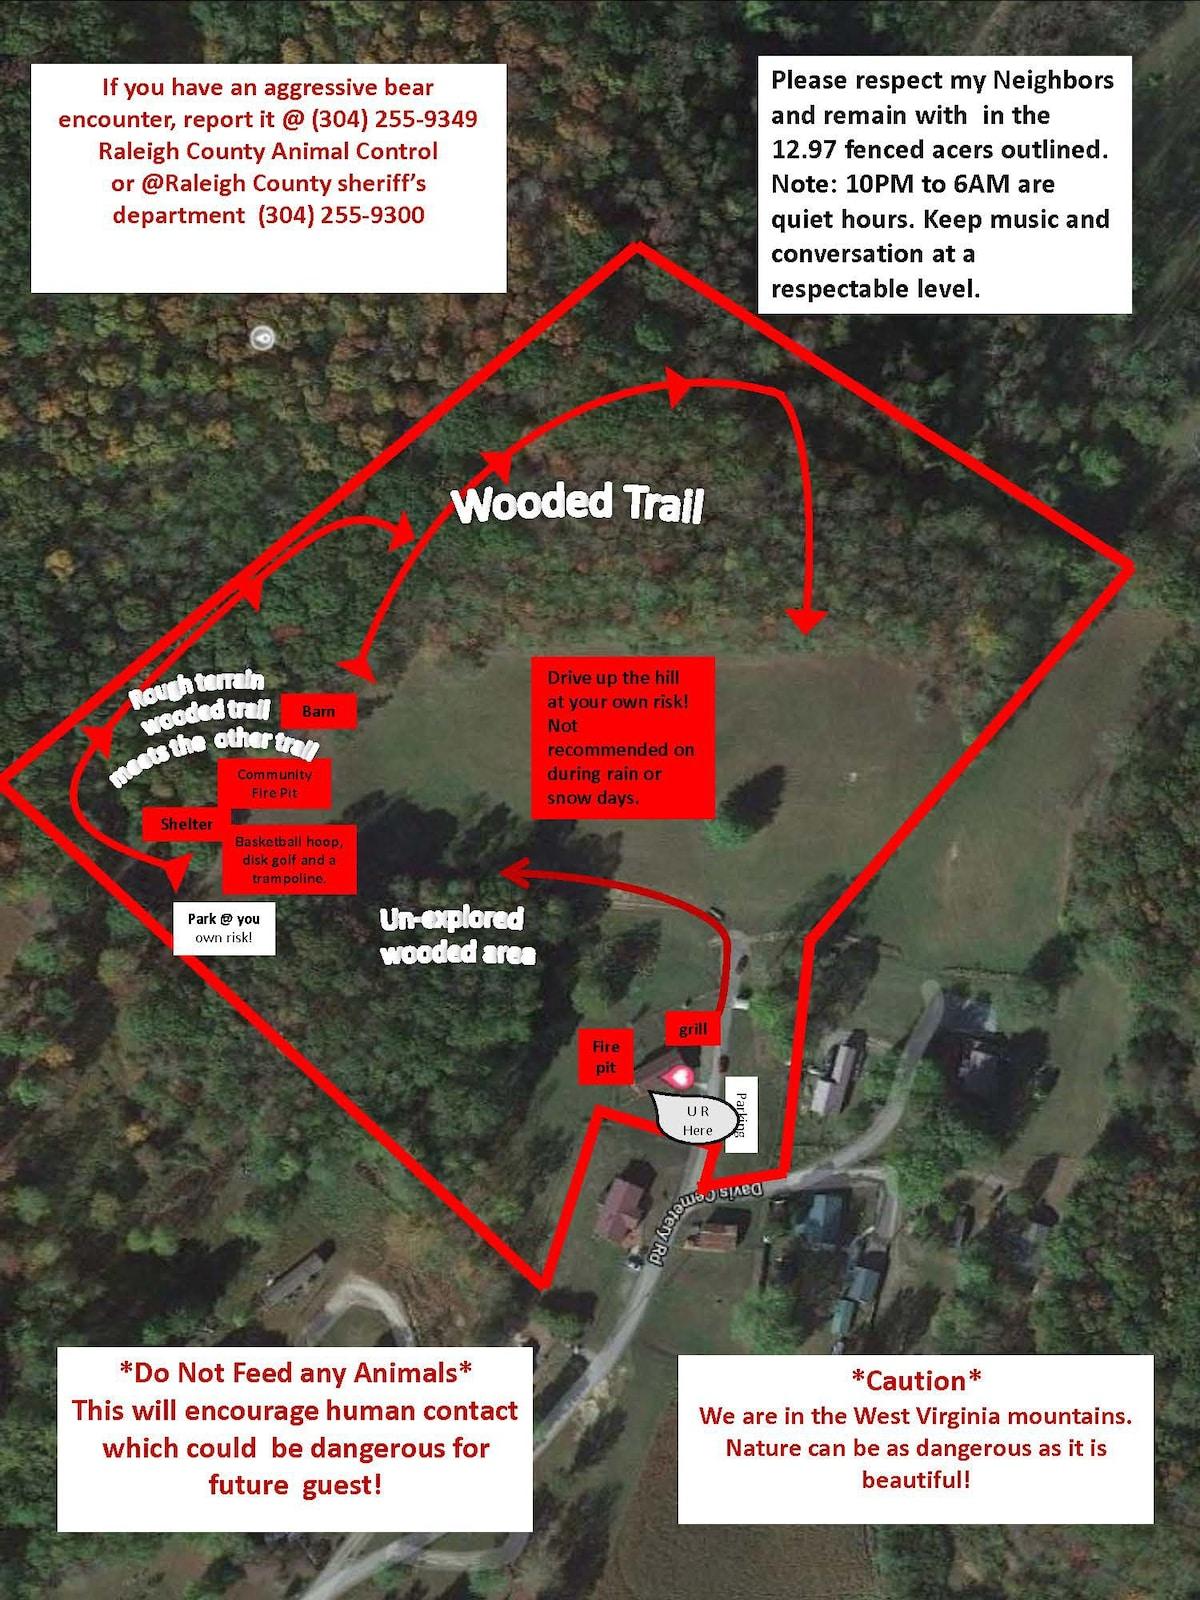 If you have an aggressive bear
encounter, report it @ (304) 255-9349
Raleigh County Animal Control
or @Raleigh County sheriff's
department (304) 255-9300
Please respect my Neighbors
and remain with in the
12.97 fenced acers outlined.
Note: 10PM to 6AM are
quiet hours. Keep music and
conversation at a
respectable level.
Wooded Trail
Rough terrain
wooded trail
meets the other trail
Barn
Drive up the hill
at your own risk!
Not
recommended on
during rain or
snow days.
Community
Fire Pit
Shelter
Basketball hoop,
disk golf and a
trampoline.
Park @ you
own risk!
Un-explored
wooded area
grill
Fire
pit
U R
Here
Parking
Davis Cemetery Rd
*Do Not Feed any Animals*
This will encourage human contact
which could be dangerous for
future guest!
*Caution*
We are in the West Virginia mountains.
Nature can be as dangerous as it is
beautiful!